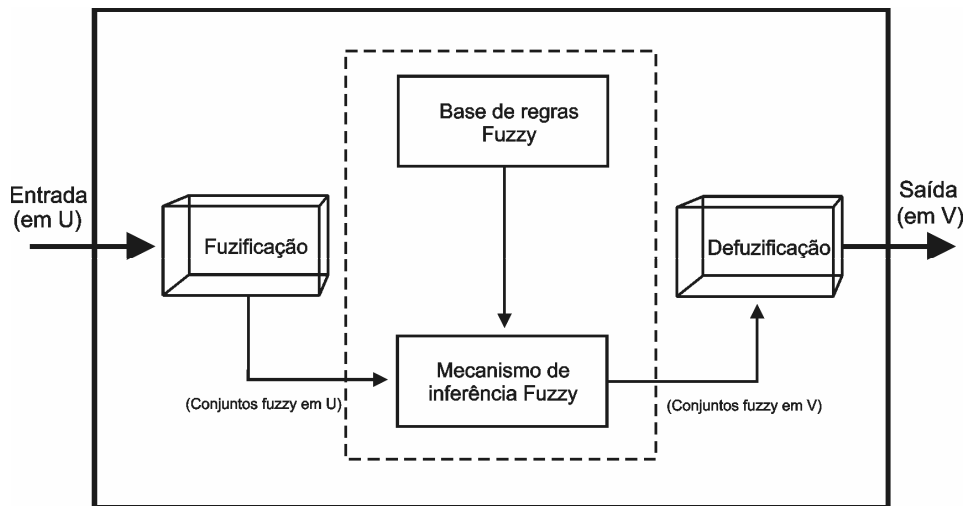 Base de regras
Fuzzy
Entrada
(em U)
Fuzificação
Saída
(em V)
Defuzificação
Mecanismo de
inferência Fuzzy
(Conjuntos fuzzy em U)
(Conjuntos fuzzy em V)